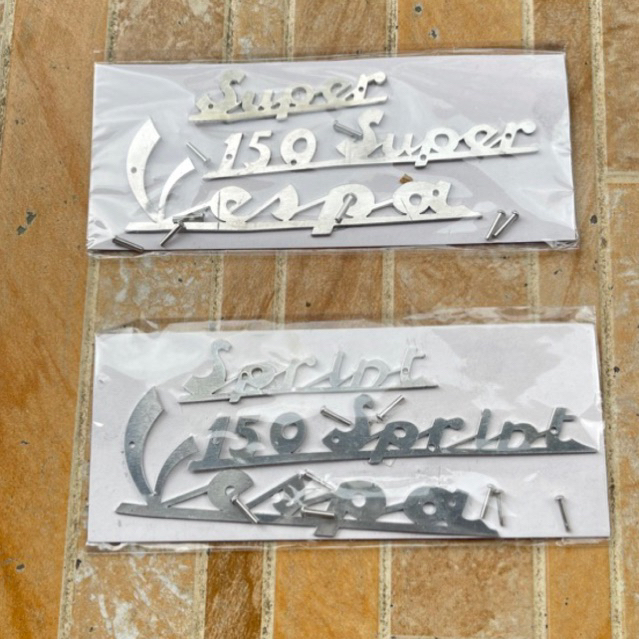 Super
150 Super
Vespa
Sprint
150 Sprint
Vespa